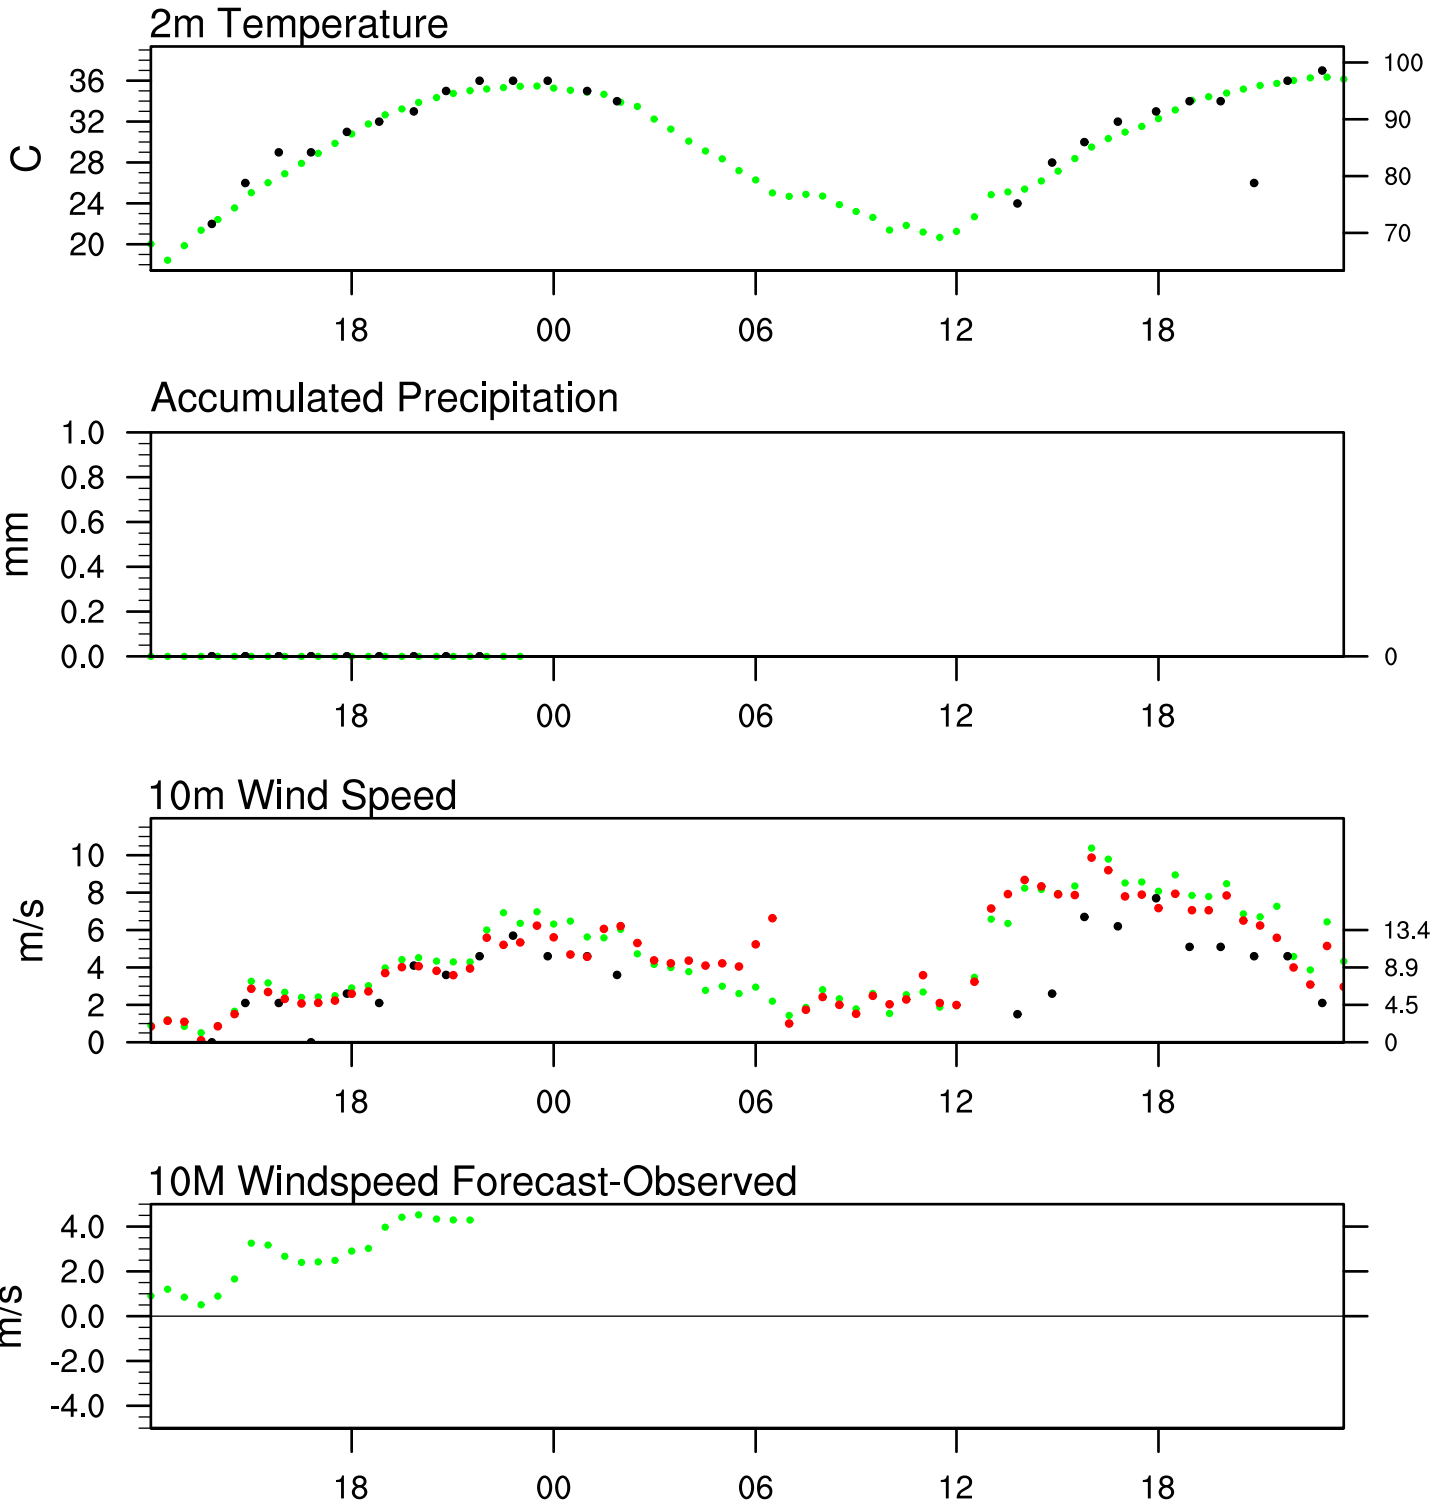 2m Temperature
C
36
32
28
24
20
100
90
80
70
18 00 06 12 18
Accumulated Precipitation
mm
1.0
0.8
0.6
0.4
0.2
0.0
0
18 00 06 12 18
10m Wind Speed
m/s
10
8
6
4
2
0
13.4
8.9
4.5
0
18 00 06 12 18
10M Windspeed Forecast-Observed
m/s
4.0
2.0
0.0
-2.0
-4.0
18 00 06 12 18